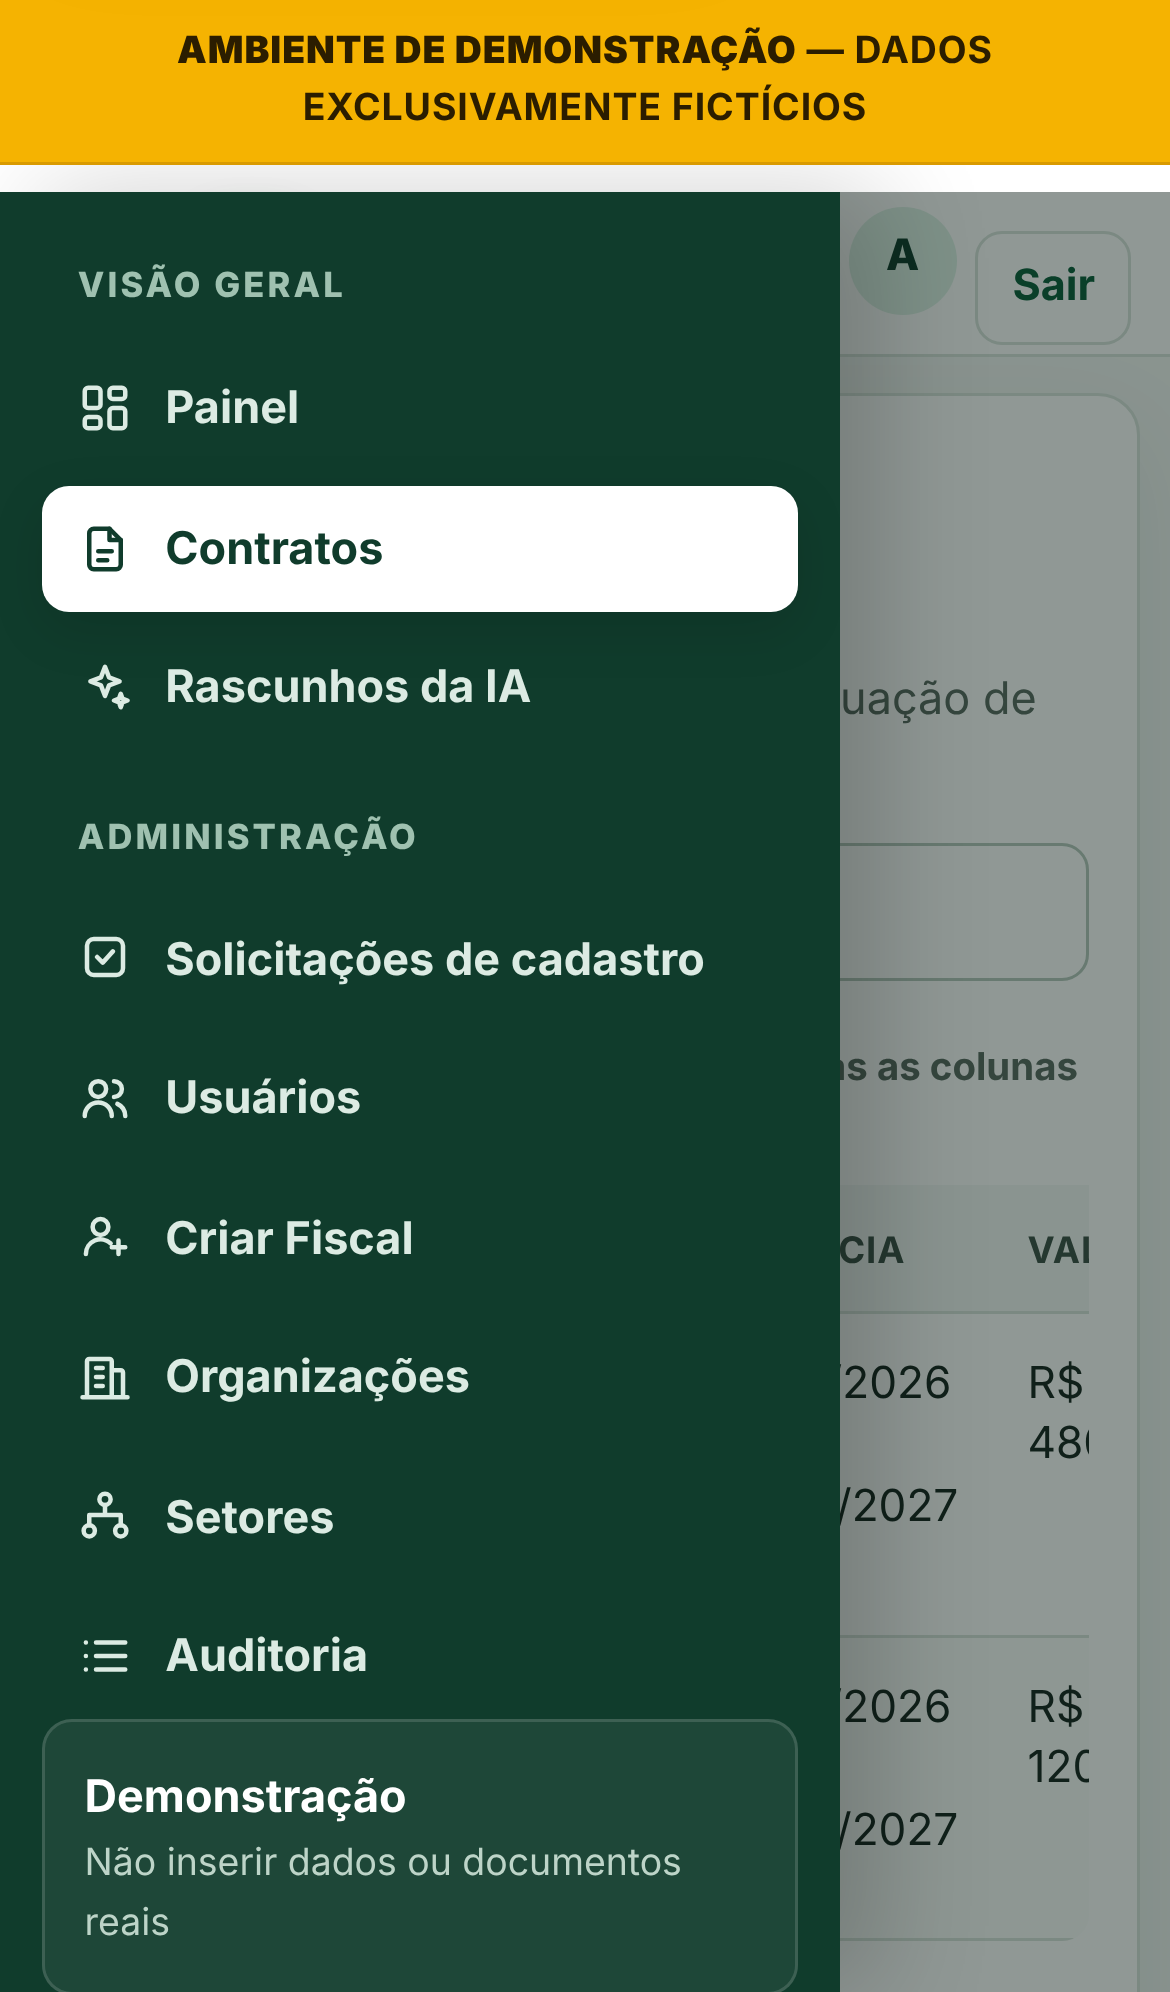 AMBIENTE DE DEMONSTRAÇÃO — DADOS
EXCLUSIVAMENTE FICTÍCIOS
A
Sair
VISÃO GERAL
Painel
Contratos
Rascunhos da IA
ADMINISTRAÇÃO
Solicitações de cadastro
Usuários
Criar Fiscal
Organizações
Setores
Auditoria
Demonstração
Não inserir dados ou documentos
reais
de
as colunas
/2026
R$
/2027
/2026
R$
/2027